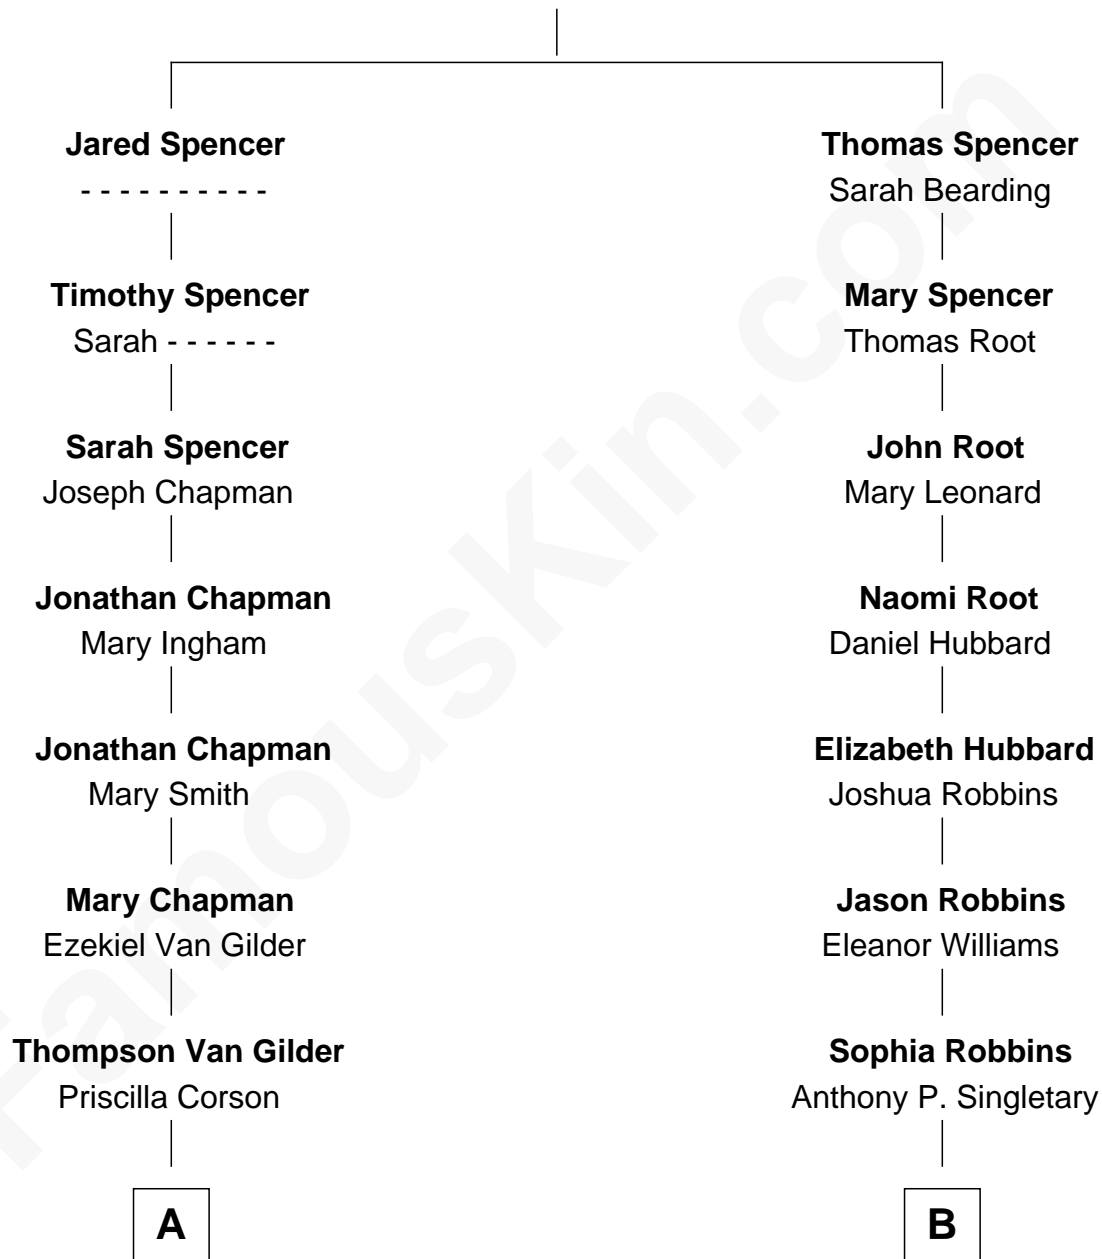 Jared Spencer
- - - - - - - - - -
Timothy Spencer
Sarah - - - - - -
Sarah Spencer
Joseph Chapman
Jonathan Chapman
Mary Ingham
Jonathan Chapman
Mary Smith
Mary Chapman
Ezekiel Van Gilder
Thompson Van Gilder
Priscilla Corson
A
Thomas Spencer
Sarah Bearding
Mary Spencer
Thomas Root
John Root
Mary Leonard
Naomi Root
Daniel Hubbard
Elizabeth Hubbard
Joshua Robbins
Jason Robbins
Eleanor Williams
Sophia Robbins
Anthony P. Singletary
B
FamousKin.com